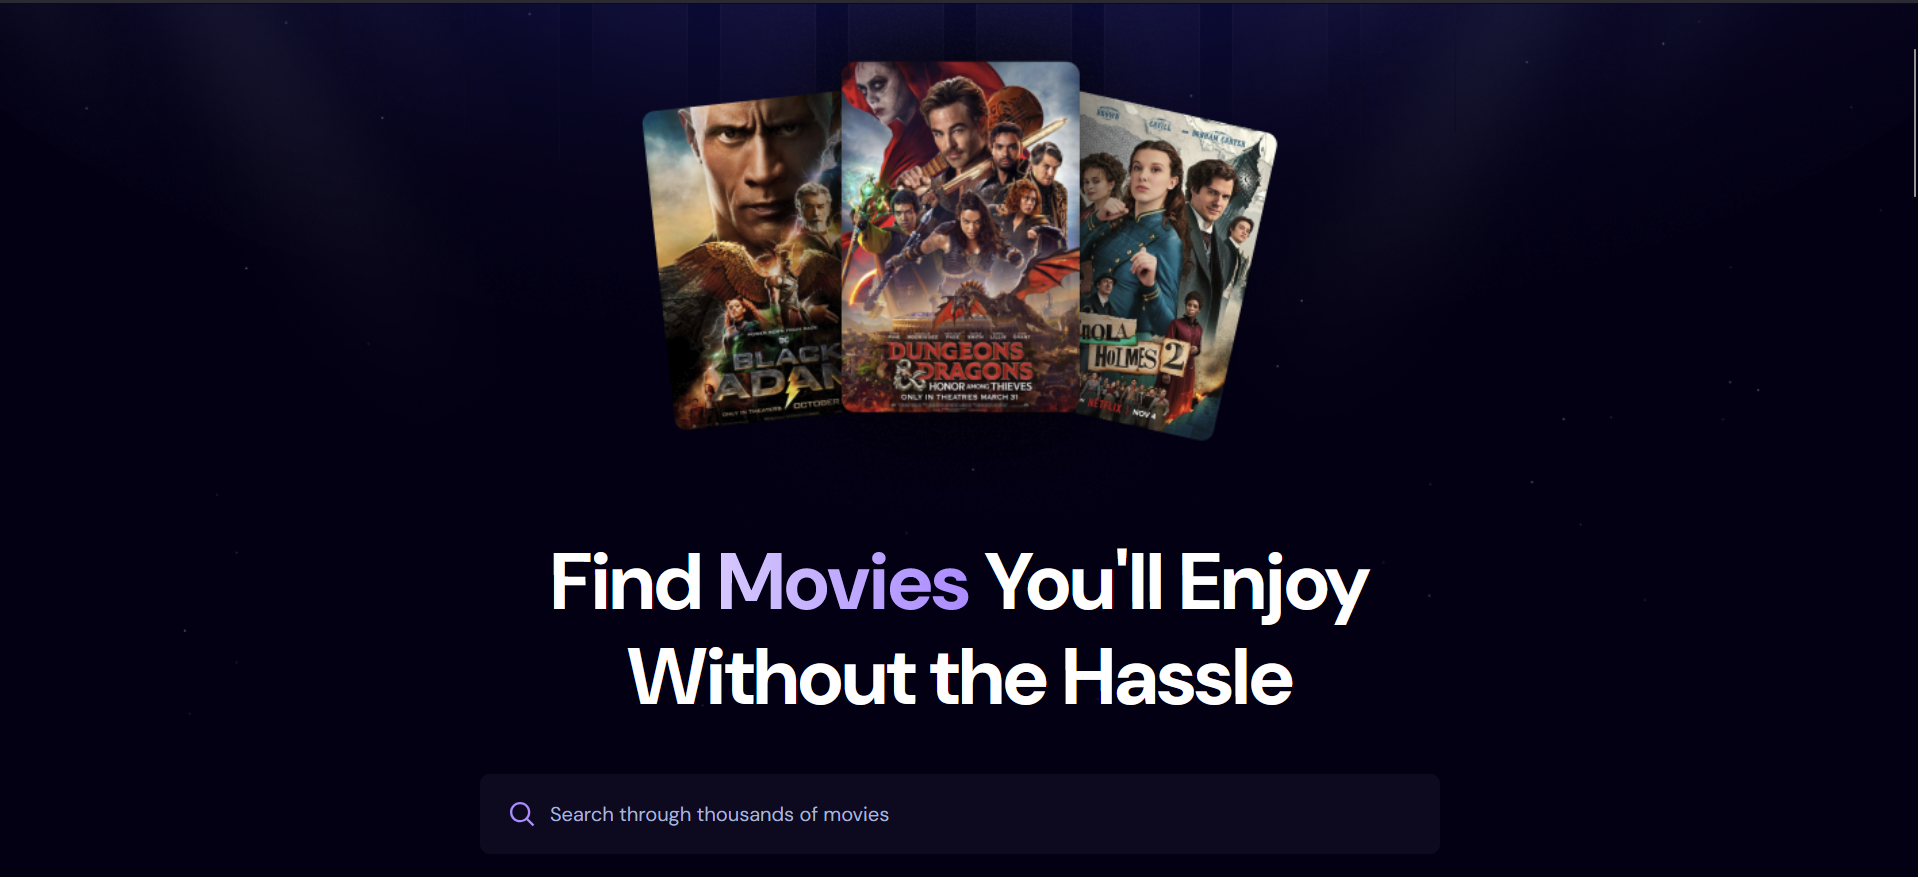 BLACK
ADAM
ONLY IN THEATERS OCTOBER
DUNGEONS
& DRAGONS
HONOR AMONG THIEVES
ONLY IN THEATRES MARCH 31
CAVILL
BONHAM CARTER
NOLA
HOLMES 2
NETFLIX | NOV 4
Find Movies You'll Enjoy
Without the Hassle
Search through thousands of movies